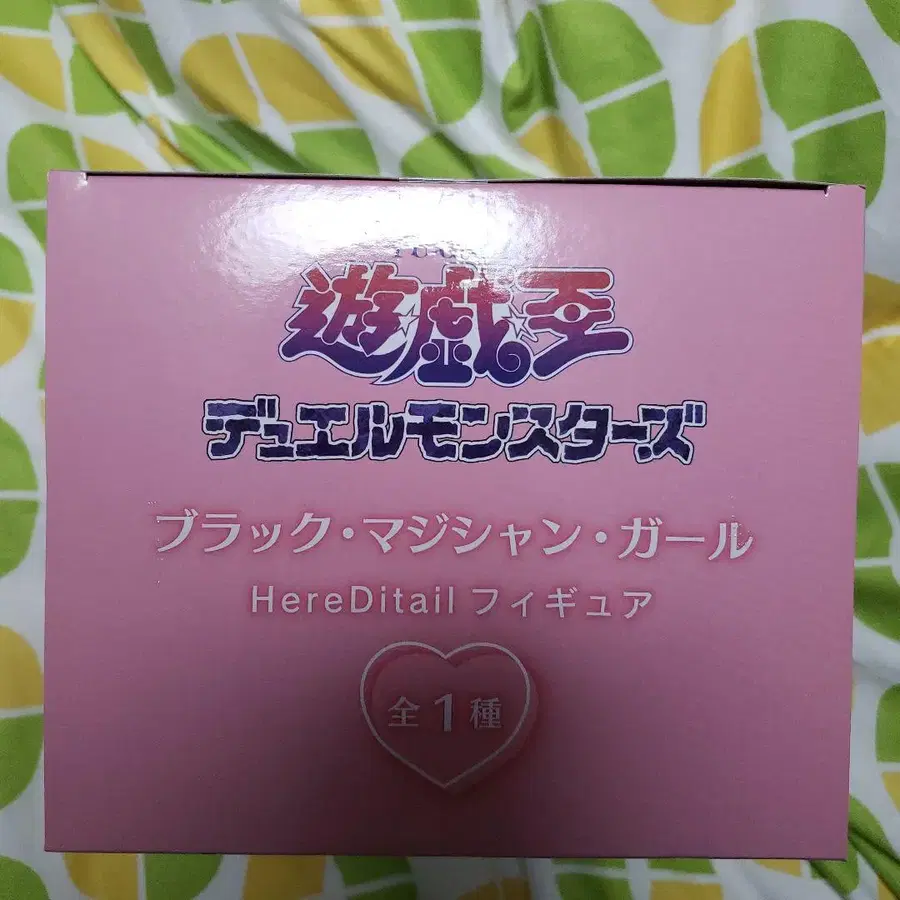 遊☆戯☆王
デュエルモンスターズ
ブラック・マジシャン・ガール
HereDitail フィギュア
全1種